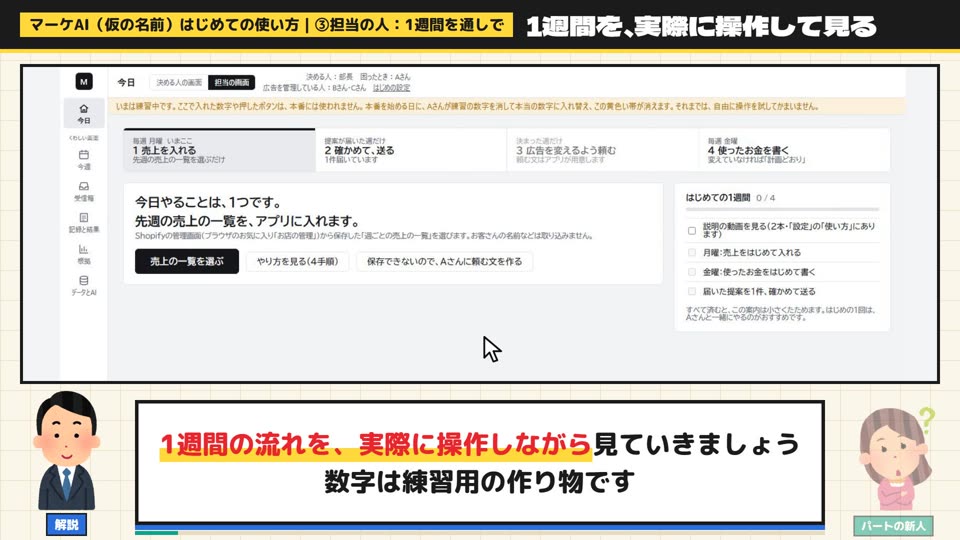 マーケAI（仮の名前）はじめての使い方 | ③担当の人：1週間を通しで
1週間を、実際に操作して見る
M
今日
決める人の画面
担当の画面
決める人：部長　困ったとき：Aさん
広告を管理している人：Bさん・Cさん　はじめの設定
いまは練習中です。ここで入れた数字や押したボタンは、本番には使われません。本番を始める日に、Aさんが練習の数字を消して本当の数字に入れ替え、この黄色い帯が消えます。それまでは、自由に操作を試してかまいません。
今日
くわしい画面
今週
受信箱
記録と結果
根拠
データとAI
毎週 月曜　いまここ
1 売上を入れる
先週の売上の一覧を選ぶだけ
提案が届いた週だけ
2 確かめて、送る
1件届いています
決まった週だけ
3 広告を変えるよう頼む
頼む文はアプリが用意します
毎週 金曜
4 使ったお金を書く
変えていなければ「計画どおり」
今日やることは、1つです。
先週の売上の一覧を、アプリに入れます。
Shopifyの管理画面（ブラウザのお気に入り「お店の管理」）から保存した「週ごとの売上の一覧」を選びます。お客さんの名前などは取り込みません。
売上の一覧を選ぶ
やり方を見る（4手順）
保存できないので、Aさんに頼む文を作る
はじめての1週間　0 / 4
説明の動画を見る（2本・「設定」の「使い方」にあり
ます）
月曜：売上をはじめて入れる
金曜：使ったお金をはじめて書く
届いた提案を1件、確かめて送る
すべて済むと、この案内は小さくたためます。はじめの1回は、
Aさんと一緒にやるのがおすすめです。
1週間の流れを、実際に操作しながら見ていきましょう
数字は練習用の作り物です
解説
パートの新人